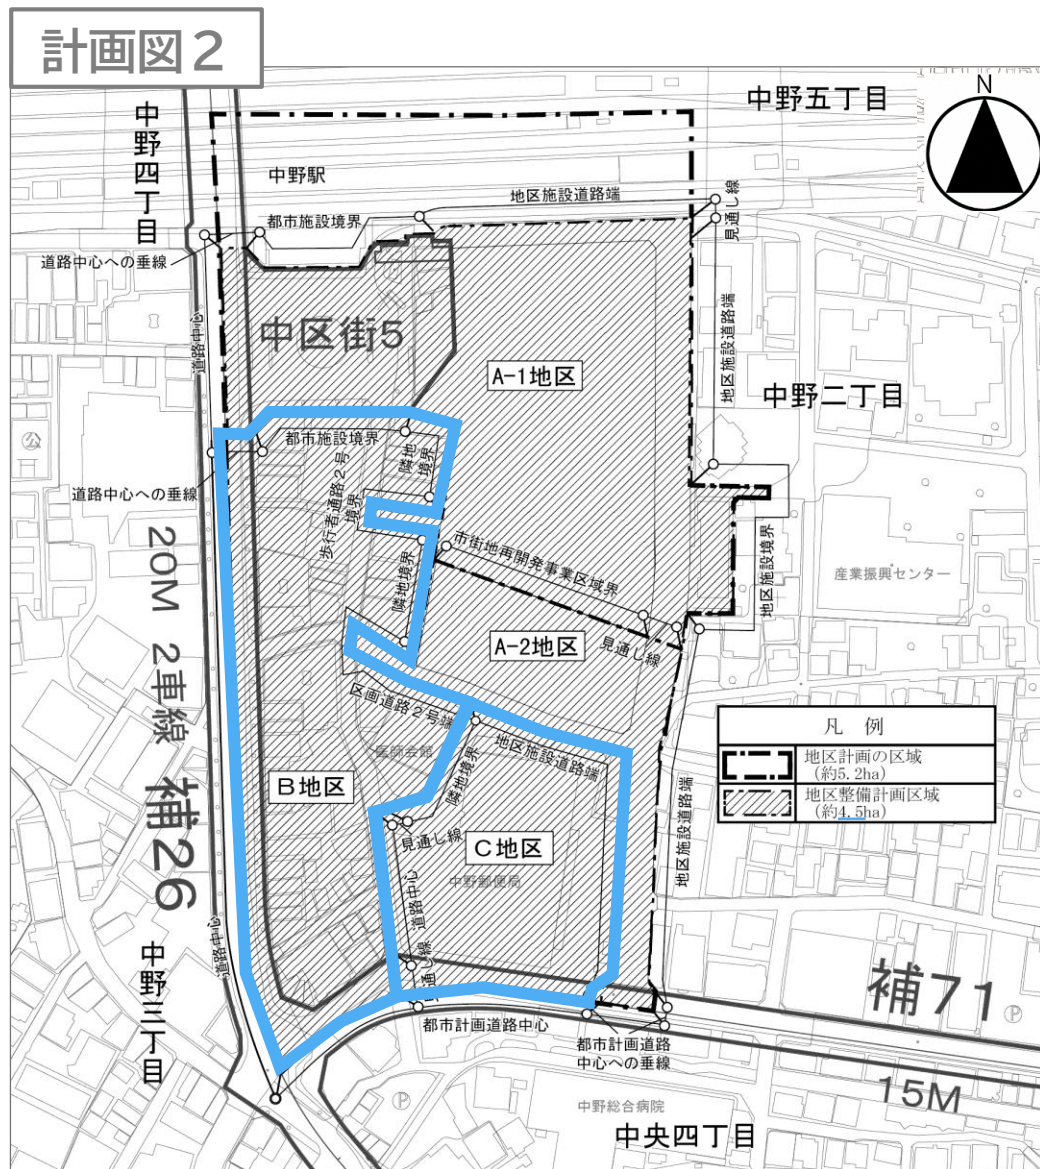 計画図２
N
中野五丁目
中野四丁目
中野駅
地区施設道路端
見通し線
都市施設境界
道路中心への垂線
道路中心
中区街5
A-1地区
地区施設道路端
中野二丁目
公
都市施設境界
隣地境界
歩行者通路２号境界
道路中心への垂線
市街地再開発事業区域界
隣地境界
地区施設境界
産業振興センター
20M 2車線 補26
A-2地区
見通し線
区画道路２号端
医師会館
地区施設道路端
隣地境界
B地区
凡 例
地区計画の区域
(約5.2ha)
地区整備計画区域
(約4.5ha)
見通し線
C地区
中野郵便局
道路中心
地区施設道路端
道路中心
見通し線
中野三丁目
補71
P
都市計画道路中心
都市計画道路
中心への垂線
15M
P
中野総合病院
中央四丁目